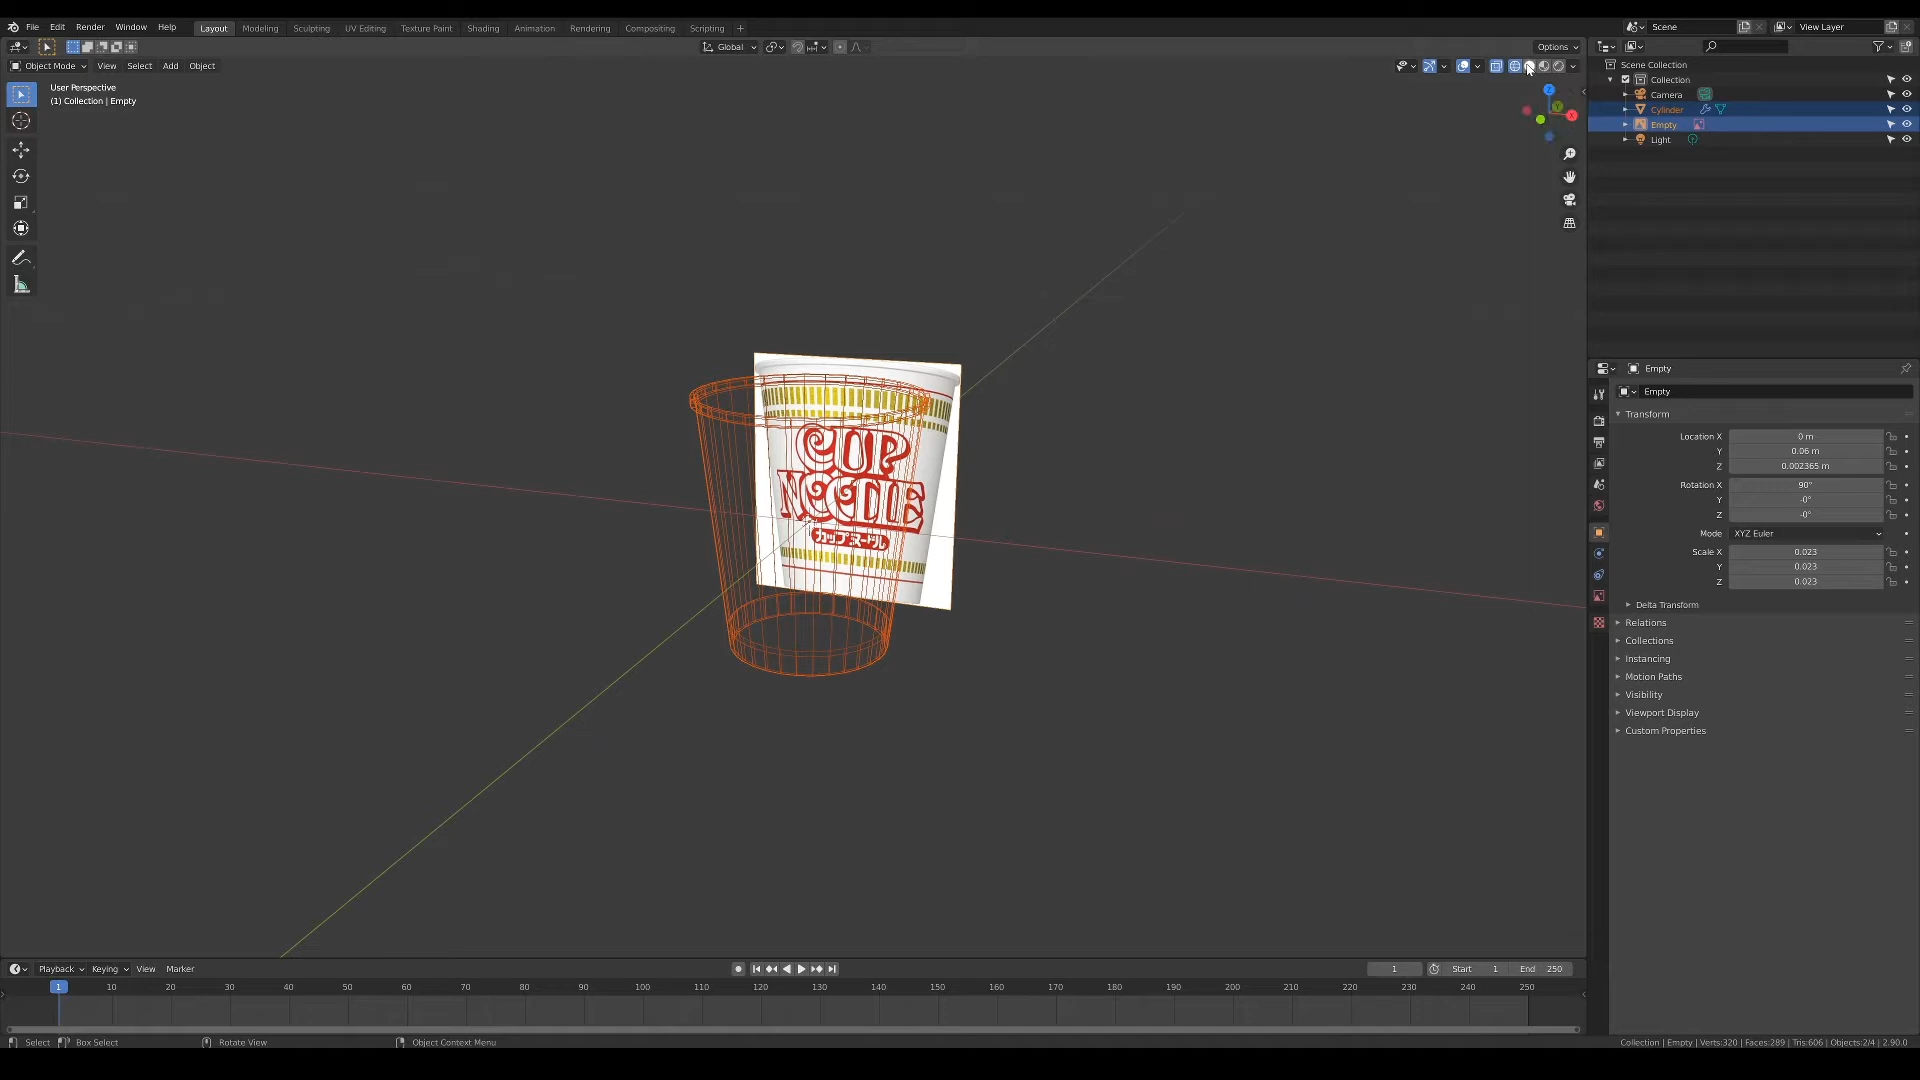 File Edit Render Window Help
Layout Modeling Sculpting UV Editing Texture Paint Shading Animation Rendering Compositing Scripting +
Scene
View Layer
Global
Options
Object Mode View Select Add Object
User Perspective
(1) Collection | Empty
Z
Y
X
Scene Collection
Collection
Camera
Cylinder
Empty
Light
CUP
NOODLE
カップヌードル
Empty
Empty
Transform
Location X 0 m
Y 0.06 m
Z 0.002365 m
Rotation X 90°
Y -0°
Z -0°
Mode XYZ Euler
Scale X 0.023
Y 0.023
Z 0.023
Delta Transform
Relations
Collections
Instancing
Motion Paths
Visibility
Viewport Display
Custom Properties
Playback Keying View Marker
1 Start 1 End 250
1 10 20 30 40 50 60 70 80 90 100 110 120 130 140 150 160 170 180 190 200 210 220 230 240 250
Select Box Select Rotate View Object Context Menu
Collection | Empty | Verts:320 | Faces:289 | Tris:606 | Objects:2/4 | 2.90.0